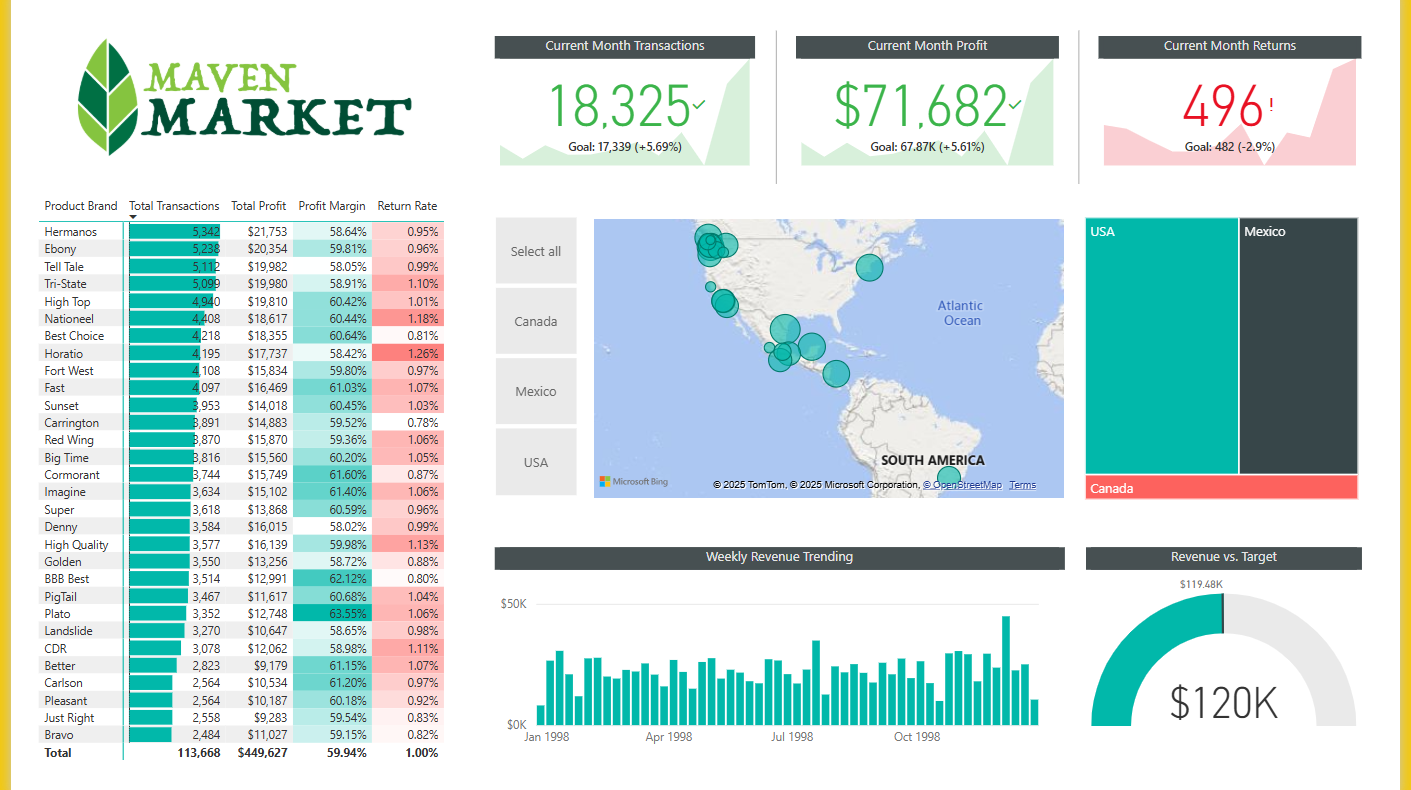 MAVEN
MARKET
Current Month Transactions
18,325
Goal: 17,339 (+5.69%)
Current Month Profit
$71,682
Goal: 67.87K (+5.61%)
Current Month Returns
496!
Goal: 482 (-2.9%)
Product Brand Total Transactions Total Profit Profit Margin Return Rate
Hermanos 5,342 $21,753 58.64% 0.95%
Ebony 5,238 $20,354 59.81% 0.96%
Tell Tale 5,112 $19,982 58.05% 0.99%
Tri-State 5,099 $19,980 58.91% 1.10%
High Top 4,940 $19,810 60.42% 1.01%
Nationeel 4,408 $18,617 60.44% 1.18%
Best Choice 4,218 $18,355 60.64% 0.81%
Horatio 4,195 $17,737 58.42% 1.26%
Fort West 4,108 $15,834 59.80% 0.97%
Fast 4,097 $16,469 61.03% 1.07%
Sunset 3,953 $14,018 60.45% 1.03%
Carrington 3,891 $14,883 59.52% 0.78%
Red Wing 3,870 $15,870 59.36% 1.06%
Big Time 3,816 $15,560 60.20% 1.05%
Cormorant 3,744 $15,749 61.60% 0.87%
Imagine 3,634 $15,102 61.40% 1.06%
Super 3,618 $13,868 60.59% 0.96%
Denny 3,584 $16,015 58.02% 0.99%
High Quality 3,577 $16,139 59.98% 1.13%
Golden 3,550 $13,256 58.72% 0.88%
BBB Best 3,514 $12,991 62.12% 0.80%
PigTail 3,467 $11,617 60.68% 1.04%
Plato 3,352 $12,748 63.55% 1.06%
Landslide 3,270 $10,647 58.65% 0.98%
CDR 3,078 $12,062 58.98% 1.11%
Better 2,823 $9,179 61.15% 1.07%
Carlson 2,564 $10,534 61.20% 0.97%
Pleasant 2,564 $10,187 60.18% 0.92%
Just Right 2,558 $9,283 59.54% 0.83%
Bravo 2,484 $11,027 59.15% 0.82%
Total 113,668 $449,627 59.94% 1.00%
Select all
Canada
Mexico
USA
Atlantic
Ocean
SOUTH AMERICA
Microsoft Bing
© 2025 TomTom, © 2025 Microsoft Corporation, © OpenStreetMap Terms
USA
Mexico
Canada
Weekly Revenue Trending
$50K
$0K
Jan 1998 Apr 1998 Jul 1998 Oct 1998
Revenue vs. Target
$119.48K
$120K